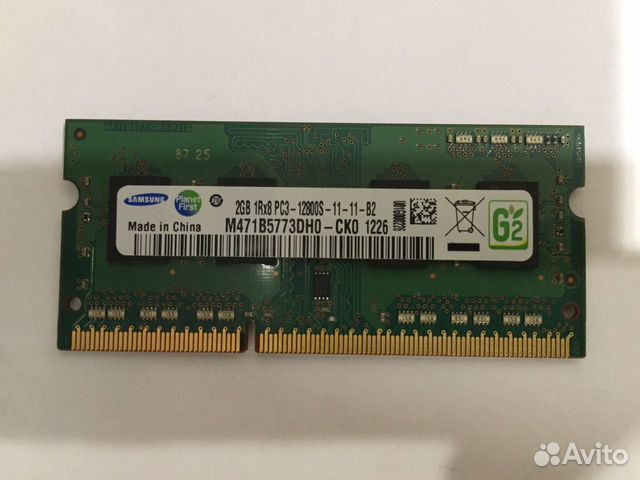 87 25
SAMSUNG
Planet First
2GB 1Rx8 PC3-12800S-11-11-B2
Made in China
M471B5773DH0-CK0 1226
G2
Avito